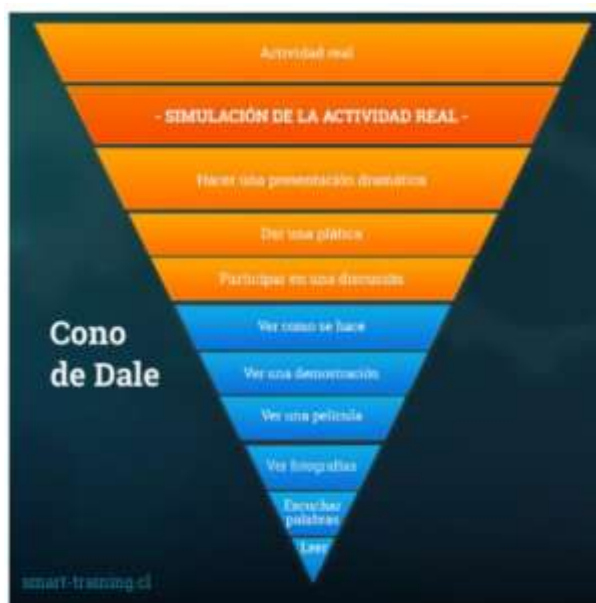 Actividad real
- SIMULACIÓN DE LA ACTIVIDAD REAL -
Hacer una presentación dramática
Dar una plática
Participar en una discusión
Ver como se hace
Cono
de Dale
Ver una demostración
Ver una película
Ver fotografías
Escuchar
palabras
Leer
smart-training.cl